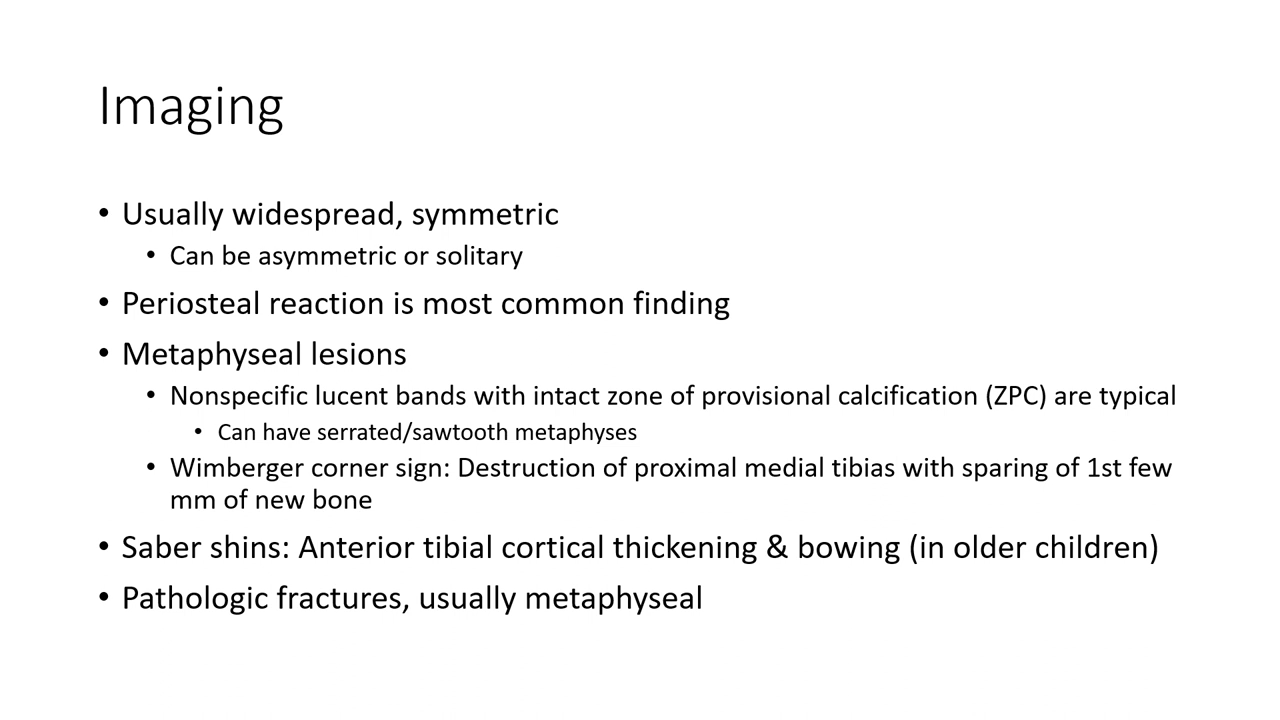 Imaging
• Usually widespread, symmetric
• Can be asymmetric or solitary
• Periosteal reaction is most common finding
• Metaphyseal lesions
• Nonspecific lucent bands with intact zone of provisional calcification (ZPC) are typical
• Can have serrated/sawtooth metaphyses
• Wimberger corner sign: Destruction of proximal medial tibias with sparing of 1st few
mm of new bone
• Saber shins: Anterior tibial cortical thickening & bowing (in older children)
• Pathologic fractures, usually metaphyseal